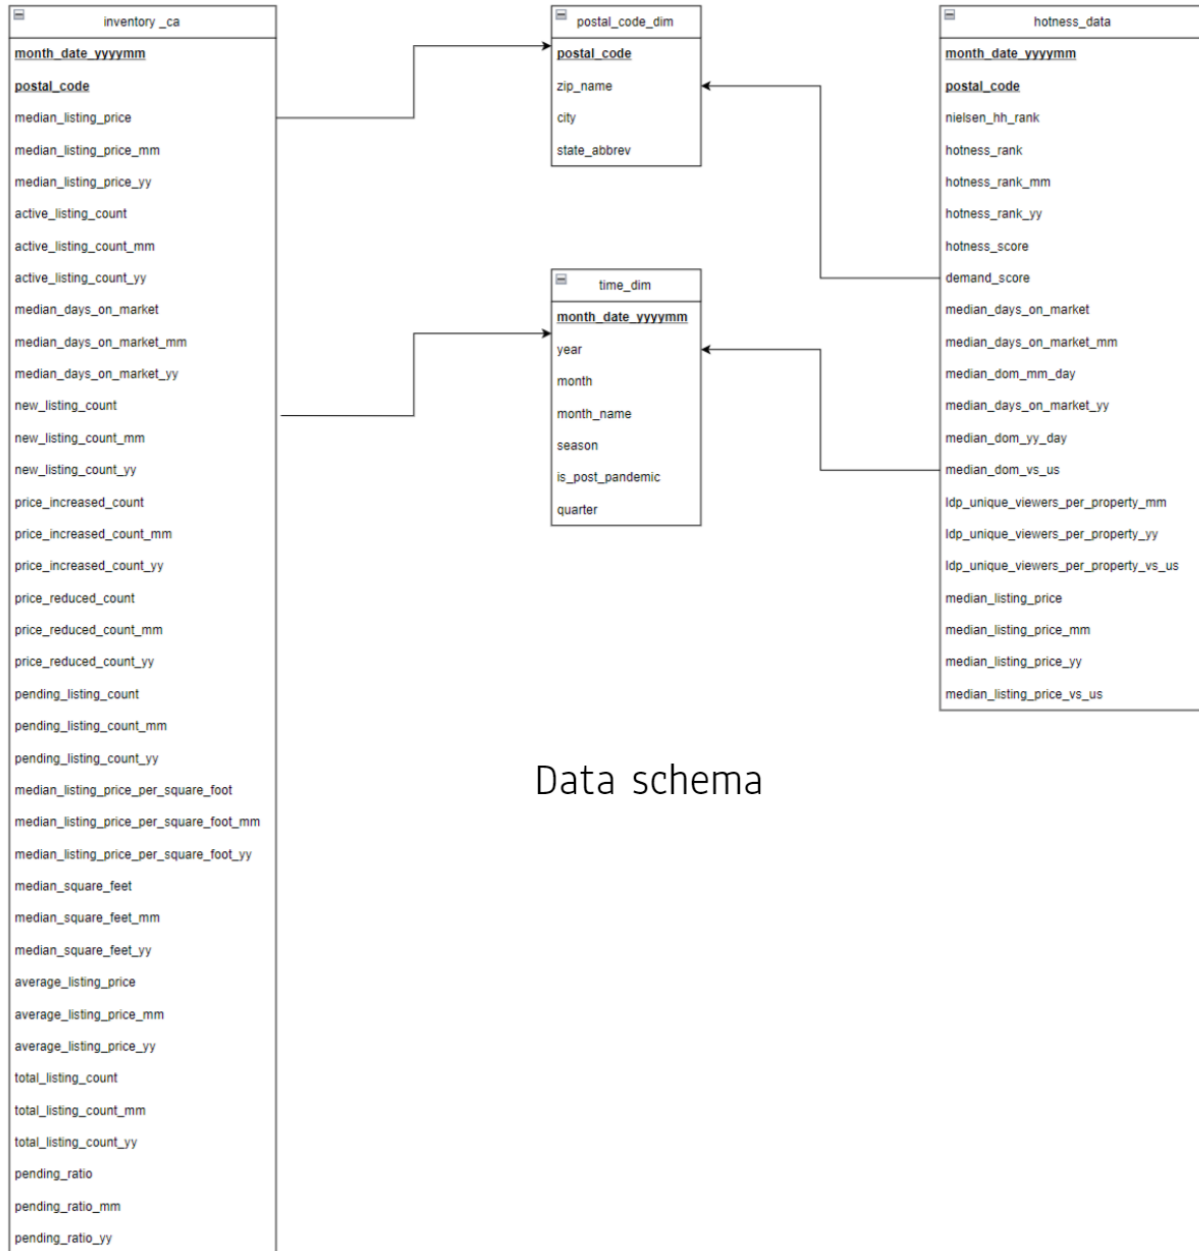 inventory _ca
month_date_yyyymm
postal_code
median_listing_price
median_listing_price_mm
median_listing_price_yy
active_listing_count
active_listing_count_mm
active_listing_count_yy
median_days_on_market
median_days_on_market_mm
median_days_on_market_yy
new_listing_count
new_listing_count_mm
new_listing_count_yy
price_increased_count
price_increased_count_mm
price_increased_count_yy
price_reduced_count
price_reduced_count_mm
price_reduced_count_yy
pending_listing_count
pending_listing_count_mm
pending_listing_count_yy
median_listing_price_per_square_foot
median_listing_price_per_square_foot_mm
median_listing_price_per_square_foot_yy
median_square_feet
median_square_feet_mm
median_square_feet_yy
average_listing_price
average_listing_price_mm
average_listing_price_yy
total_listing_count
total_listing_count_mm
total_listing_count_yy
pending_ratio
pending_ratio_mm
pending_ratio_yy
postal_code_dim
postal_code
zip_name
city
state_abbrev
time_dim
month_date_yyyymm
year
month
month_name
season
is_post_pandemic
quarter
Data schema
hotness_data
month_date_yyyymm
postal_code
nielsen_hh_rank
hotness_rank
hotness_rank_mm
hotness_rank_yy
hotness_score
demand_score
median_days_on_market
median_days_on_market_mm
median_dom_mm_day
median_days_on_market_yy
median_dom_yy_day
median_dom_vs_us
ldp_unique_viewers_per_property_mm
ldp_unique_viewers_per_property_yy
ldp_unique_viewers_per_property_vs_us
median_listing_price
median_listing_price_mm
median_listing_price_yy
median_listing_price_vs_us